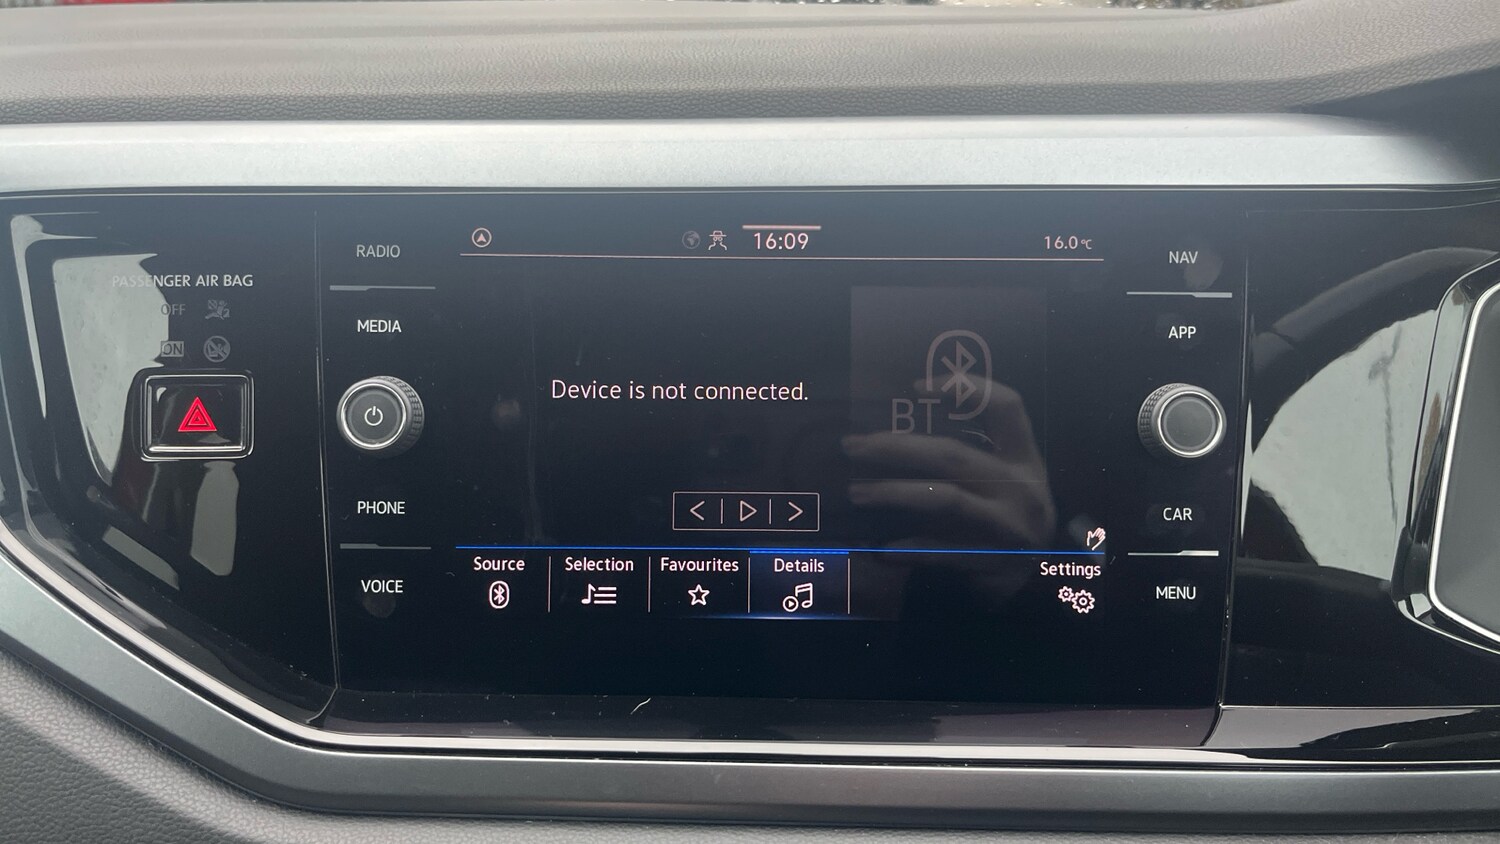 PASSENGER AIR BAG
OFF
ON
RADIO
MEDIA
PHONE
VOICE
16:09
16.0°C
Device is not connected.
BT
Source
Selection
Favourites
Details
Settings
NAV
APP
CAR
MENU